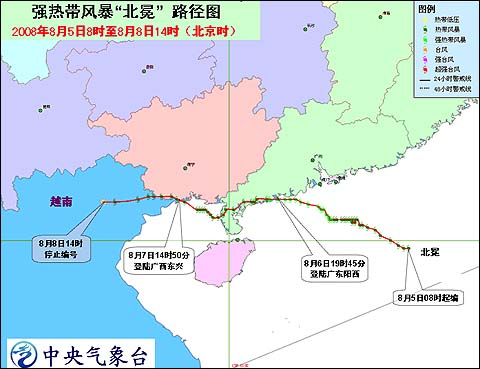 强热带风暴“北冕”路径图
2008年8月5日8时至8月8日14时（北京时）
图例
热带低压
热带风暴
强热带风暴
台风
强台风
超强台风
24小时警戒线
48小时警戒线
越南
南宁
广州
8月8日14时
停止编号
8月7日14时50分
登陆广西东兴
8月6日19时45分
登陆广东阳西
北冕
8月5日08时起编
中央气象台